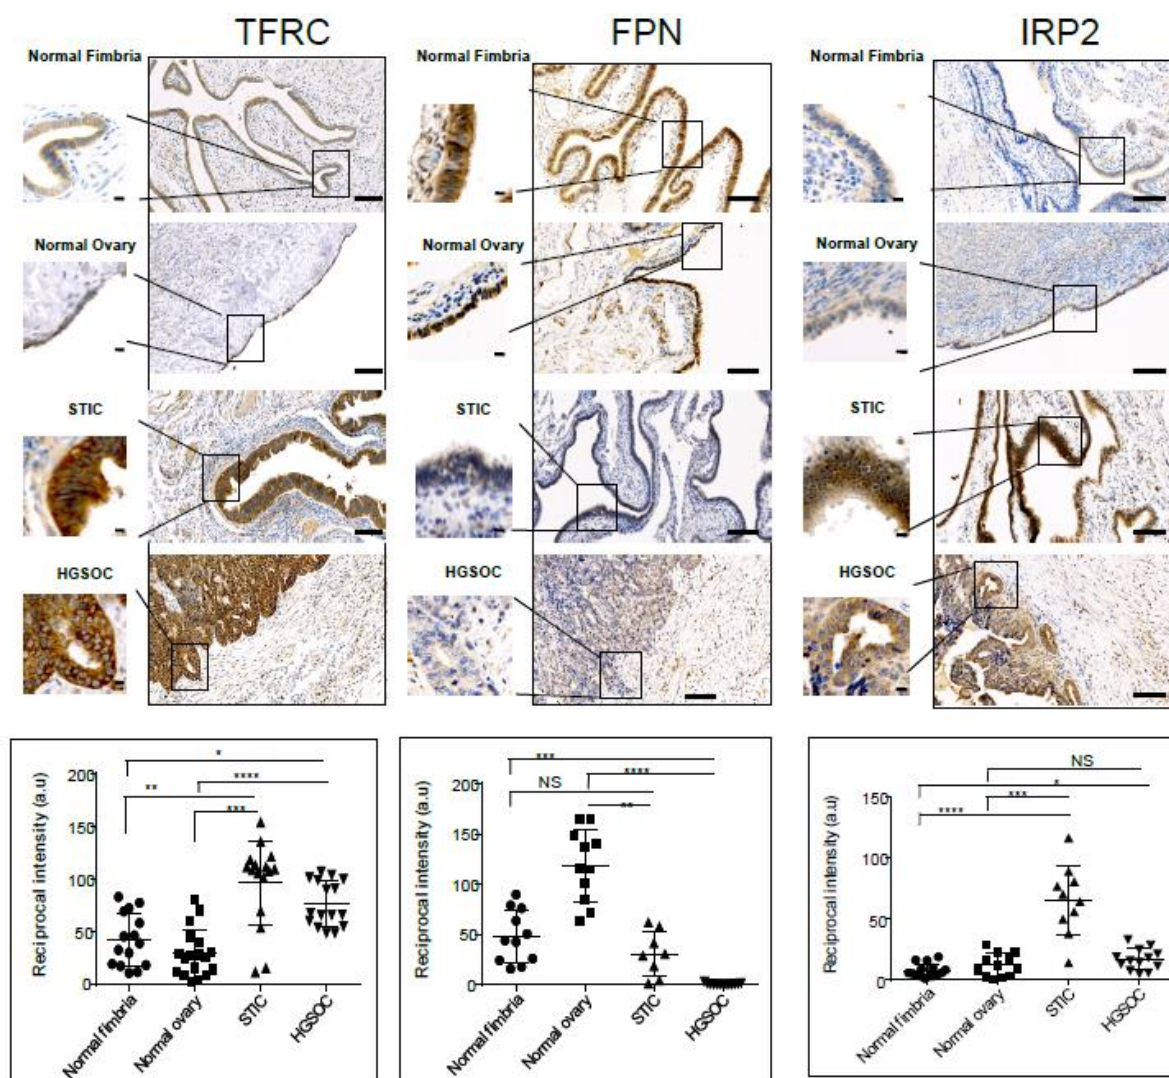 TFRC
FPN
IRP2
Normal Fimbria
Normal Fimbria
Normal Fimbria
Normal Ovary
Normal Ovary
Normal Ovary
STIC
STIC
STIC
HGSOC
HGSOC
HGSOC
Reciprocal intensity (a.u)
200
150
100
50
0
*
****
**
***
Normal fimbria
Normal ovary
STIC
HGSOC
Reciprocal intensity (a.u)
200
150
100
50
0
***
****
NS
**
Normal fimbria
Normal ovary
STIC
HGSOC
Reciprocal intensity (a.u)
150
100
50
0
NS
*
***
****
Normal fimbria
Normal ovary
STIC
HGSOC